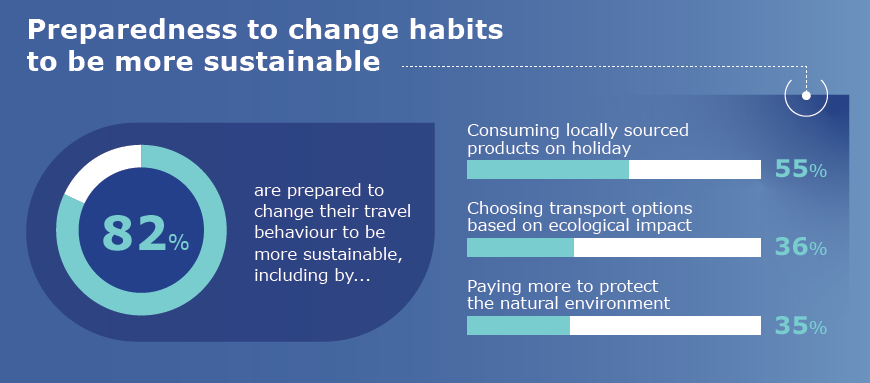 Preparedness to change habits
to be more sustainable
82%
are prepared to
change their travel
behaviour to be
more sustainable,
including by...
Consuming locally sourced
products on holiday
55%
Choosing transport options
based on ecological impact
36%
Paying more to protect
the natural environment
35%